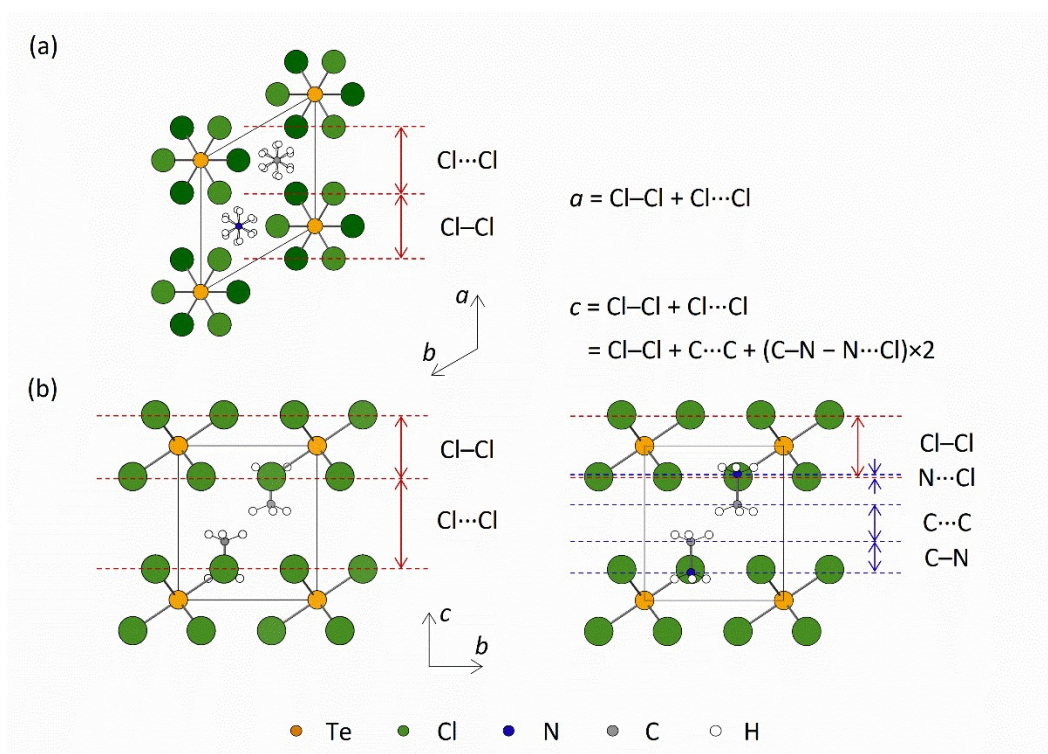 (a)
Cl···Cl
Cl–Cl
a = Cl–Cl + Cl···Cl
a
b
c = Cl–Cl + Cl···Cl
= Cl–Cl + C···C + (C–N – N···Cl)×2
(b)
Cl–Cl
Cl···Cl
c
b
Cl–Cl
N···Cl
C···C
C–N
Te
Cl
N
C
H